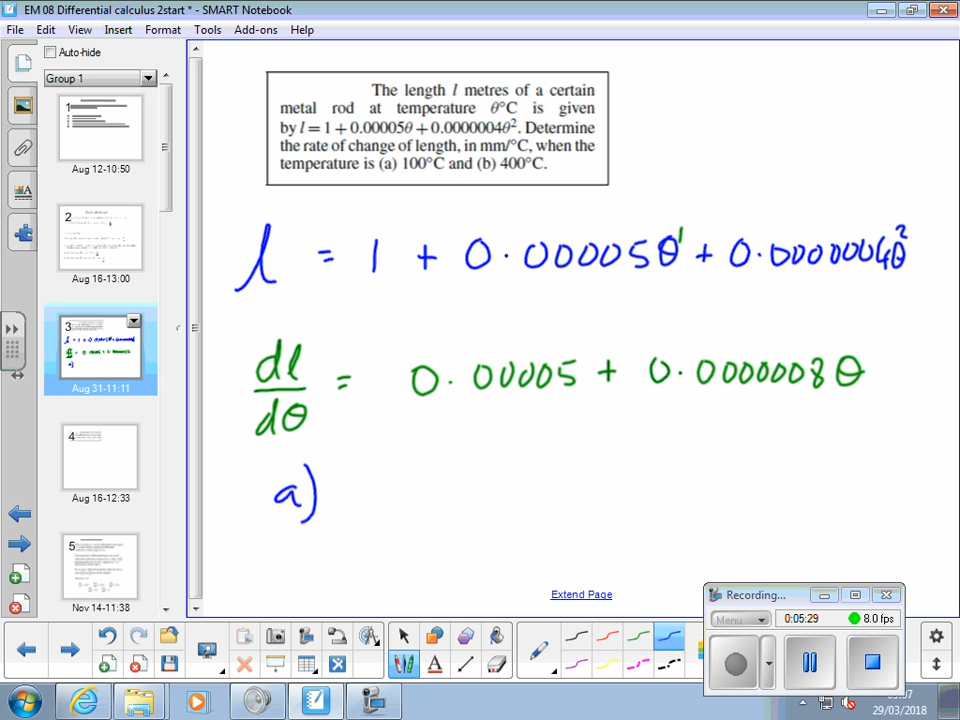 EM 08 Differential calculus 2start * - SMART Notebook
File Edit View Insert Format Tools Add-ons Help
Auto-hide
Group 1
1
Aug 12-10:50
2
Aug 16-13:00
3
Aug 31-11:11
4
Aug 16-12:33
5
Nov 14-11:38
The length l metres of a certain
metal rod at temperature θ°C is given
by l = 1 + 0.00005θ + 0.0000004θ². Determine
the rate of change of length, in mm/°C, when the
temperature is (a) 100°C and (b) 400°C.
l = 1 + 0.00005θ¹ + 0.0000004θ²
dl/dθ = 0.00005 + 0.0000008θ
a)
Extend Page
Recording...
Menu
0:05:29
8.0 fps
29/03/2018